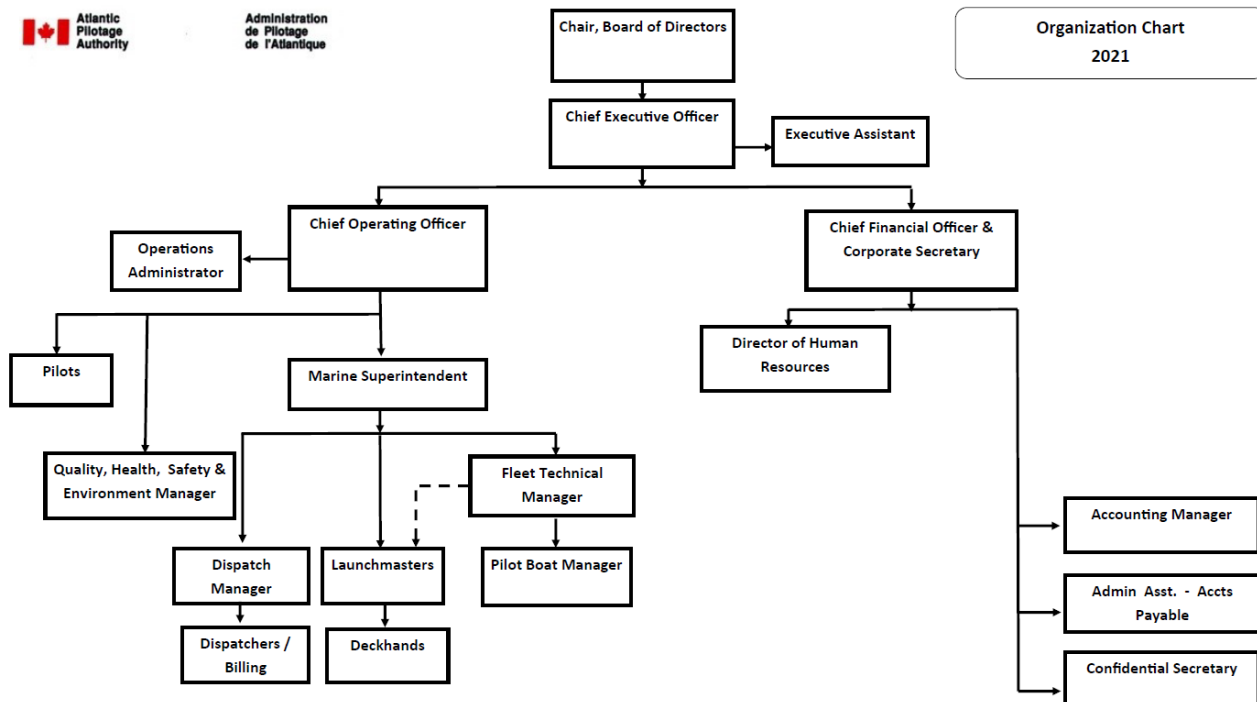 Atlantic
Pilotage
Authority
Administration
de Pilotage
de l'Atlantique
Chair, Board of Directors
Organization Chart
2021
Chief Executive Officer
Executive Assistant
Chief Operating Officer
Chief Financial Officer &
Corporate Secretary
Operations
Administrator
Director of Human
Resources
Pilots
Marine Superintendent
Quality, Health, Safety &
Environment Manager
Fleet Technical
Manager
Accounting Manager
Dispatch
Manager
Launchmasters
Pilot Boat Manager
Admin Asst. - Accts
Payable
Dispatchers /
Billing
Deckhands
Confidential Secretary